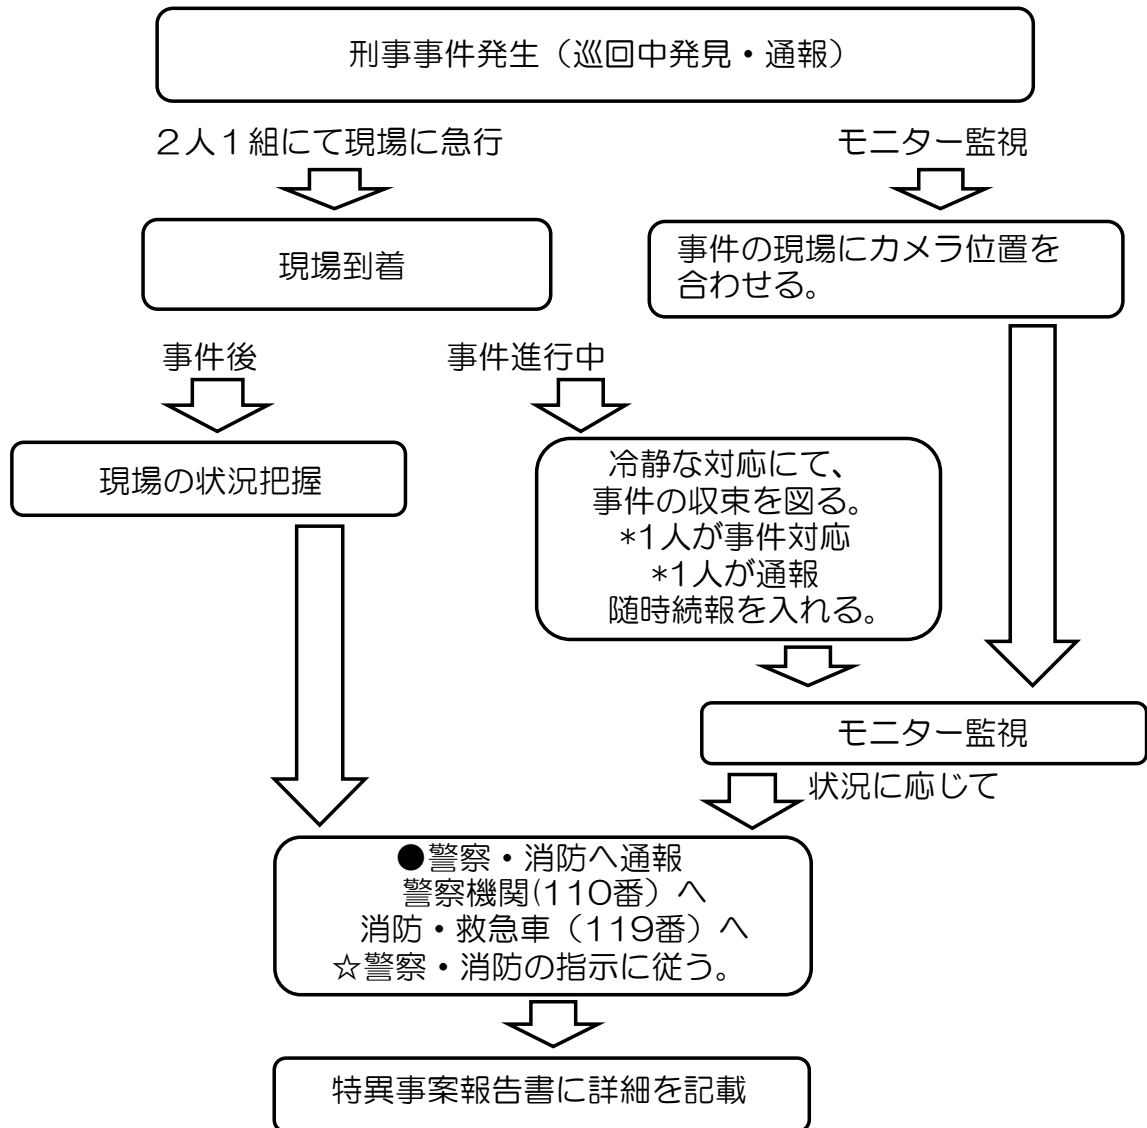 刑事事件発生（巡回中発見・通報）
２人１組にて現場に急行
モニター監視
現場到着
事件の現場にカメラ位置を
合わせる。
事件後
事件進行中
現場の状況把握
冷静な対応にて、
事件の収束を図る。
*1人が事件対応
*1人が通報
随時続報を入れる。
モニター監視
状況に応じて
●警察・消防へ通報
警察機関(110番）へ
消防・救急車（119番）へ
☆警察・消防の指示に従う。
特異事案報告書に詳細を記載